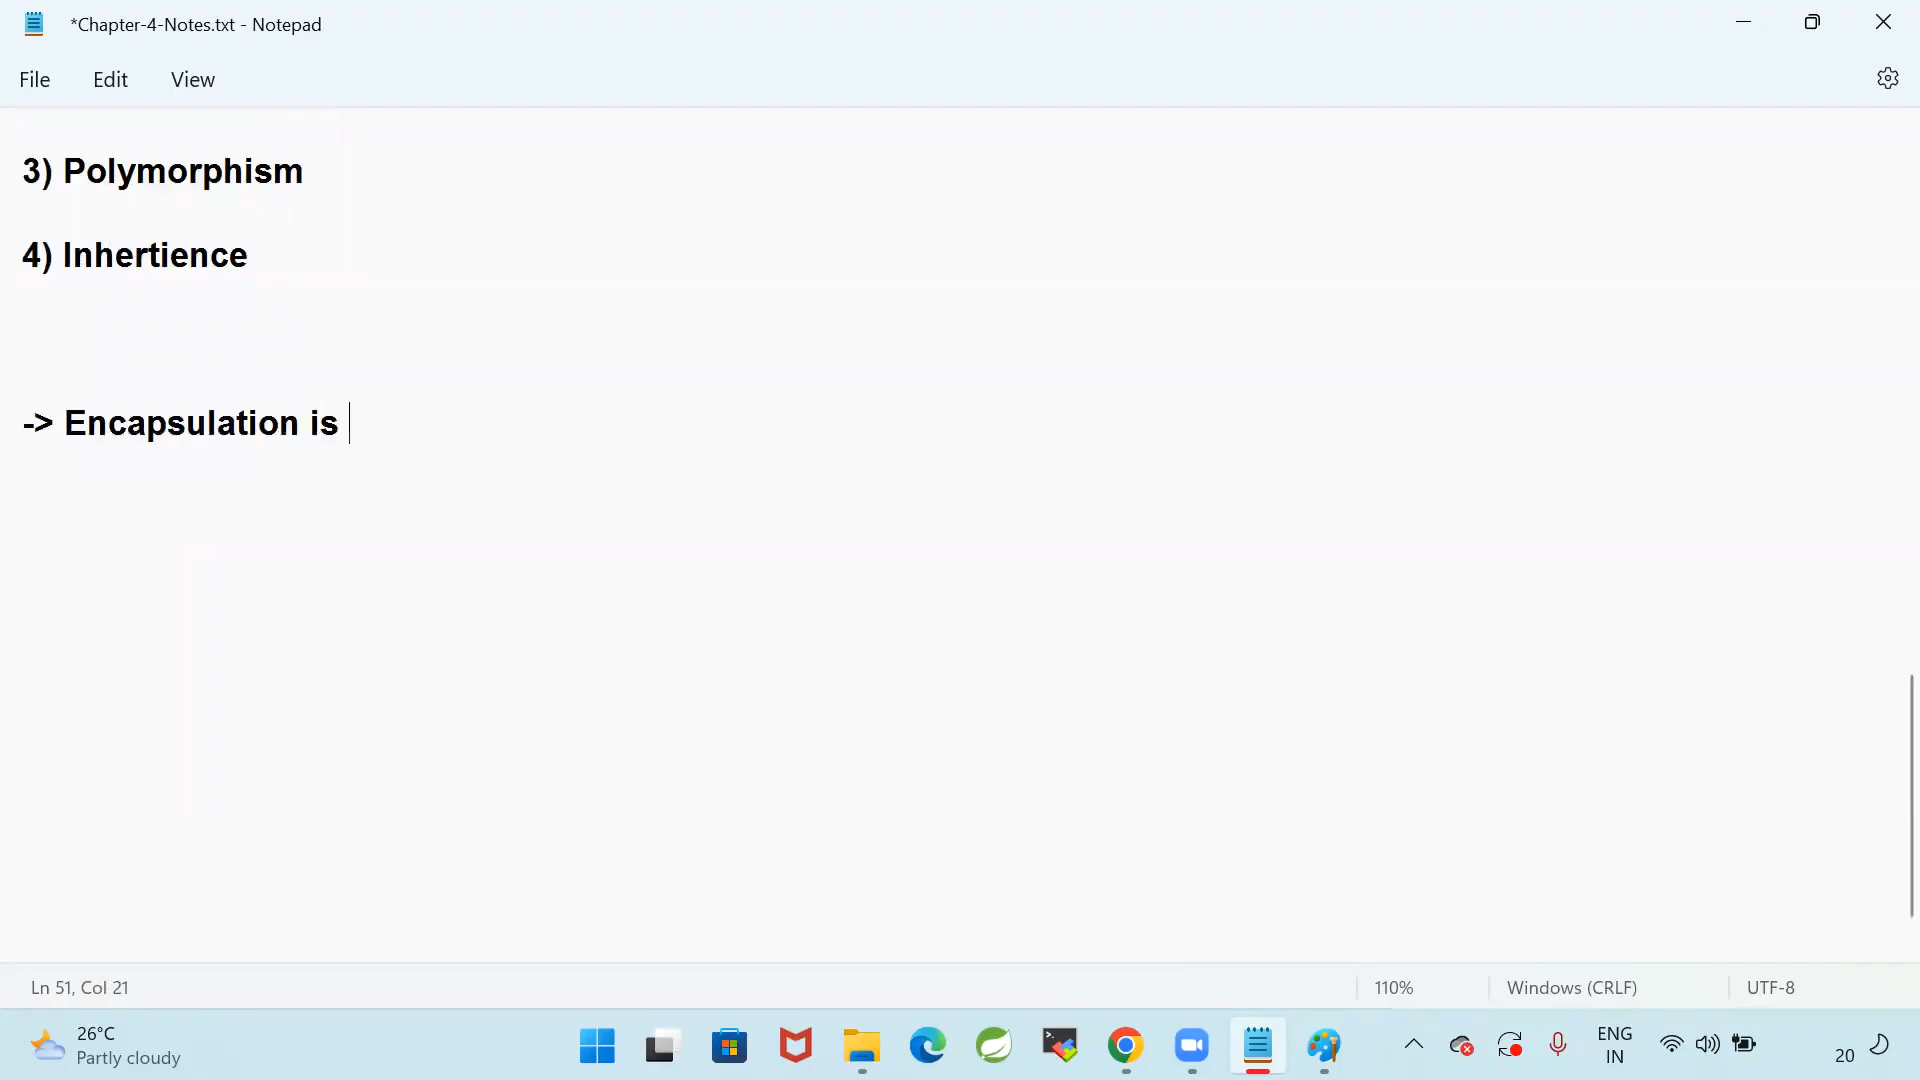 *Chapter-4-Notes.txt - Notepad
File Edit View
3) Polymorphism
4) Inhertience
-> Encapsulation is
Ln 51, Col 21 110% Windows (CRLF) UTF-8
26°C
Partly cloudy
ENG
IN
20